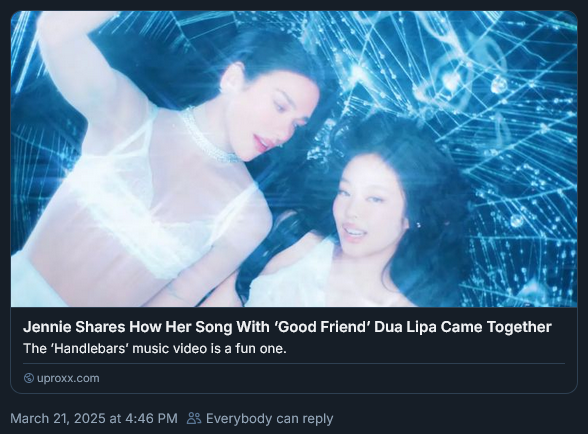 Jennie Shares How Her Song With ‘Good Friend’ Dua Lipa Came Together
The ‘Handlebars’ music video is a fun one.
uproxx.com
March 21, 2025 at 4:46 PM Everybody can reply